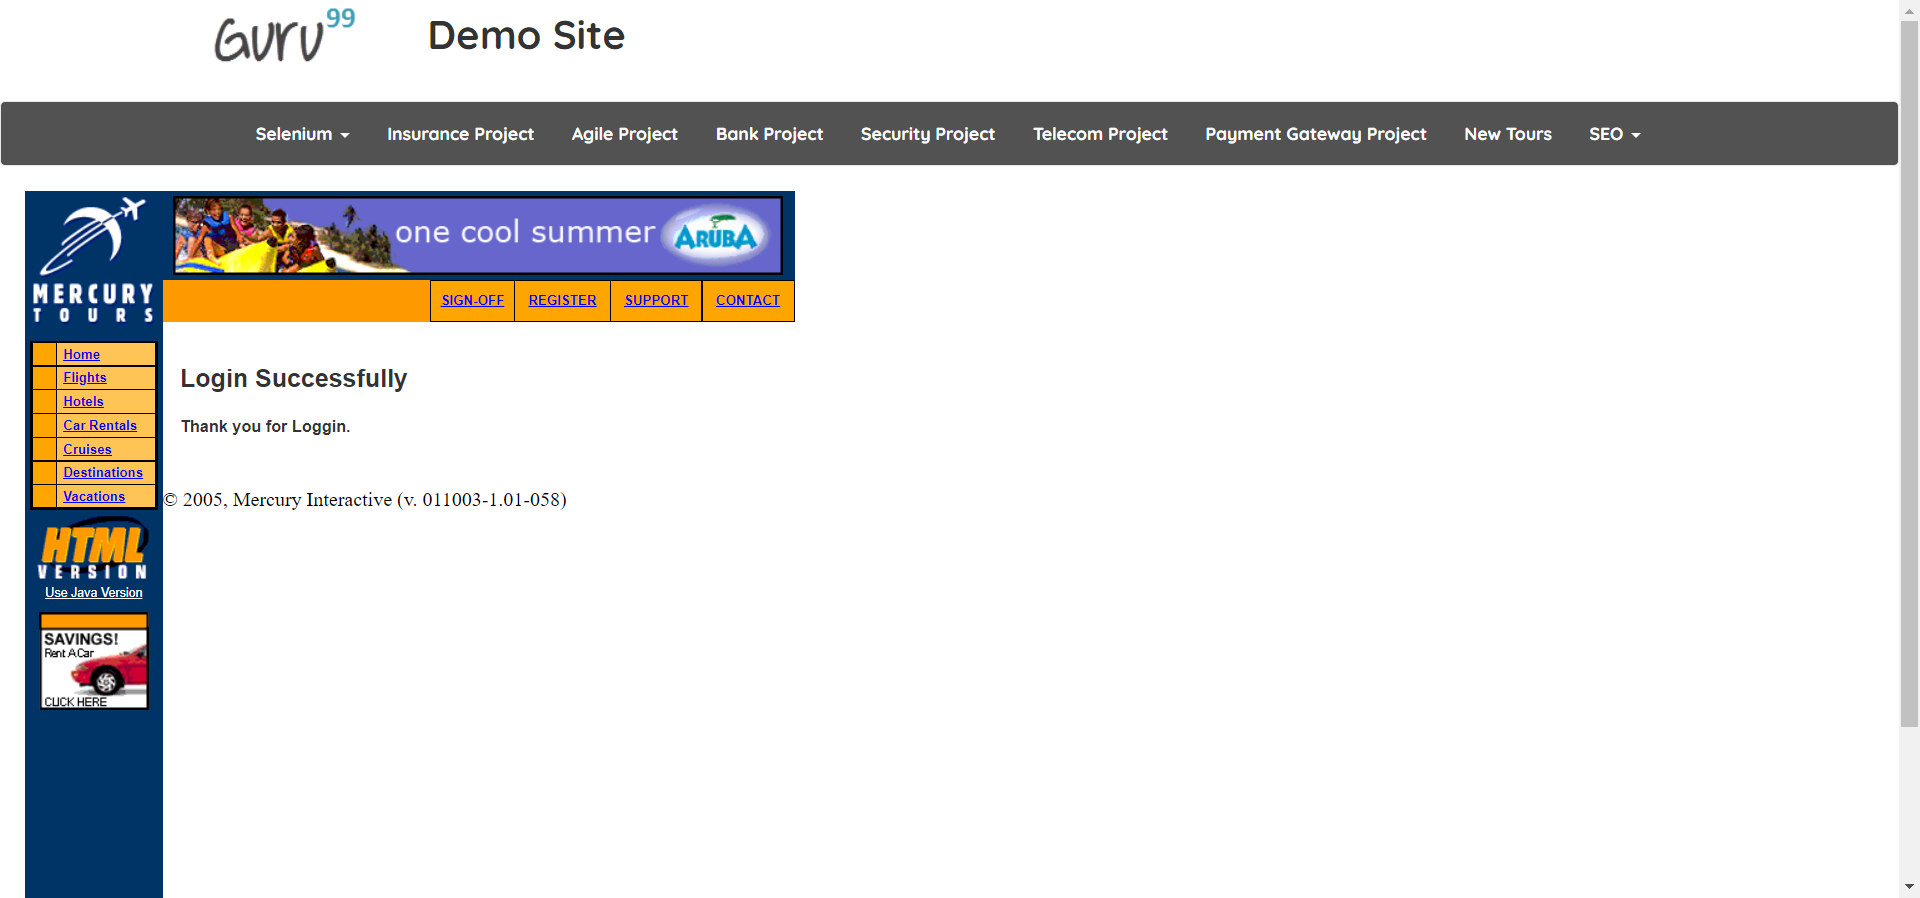 Guru99
Demo Site
Selenium
Insurance Project
Agile Project
Bank Project
Security Project
Telecom Project
Payment Gateway Project
New Tours
SEO
MERCURY
TOURS
one cool summer
ARUBA
SIGN-OFF
REGISTER
SUPPORT
CONTACT
Home
Flights
Hotels
Car Rentals
Cruises
Destinations
Vacations
Login Successfully
Thank you for Loggin.
© 2005, Mercury Interactive (v. 011003-1.01-058)
HTML
VERSION
Use Java Version
SAVINGS!
Rent A Car
CLICK HERE